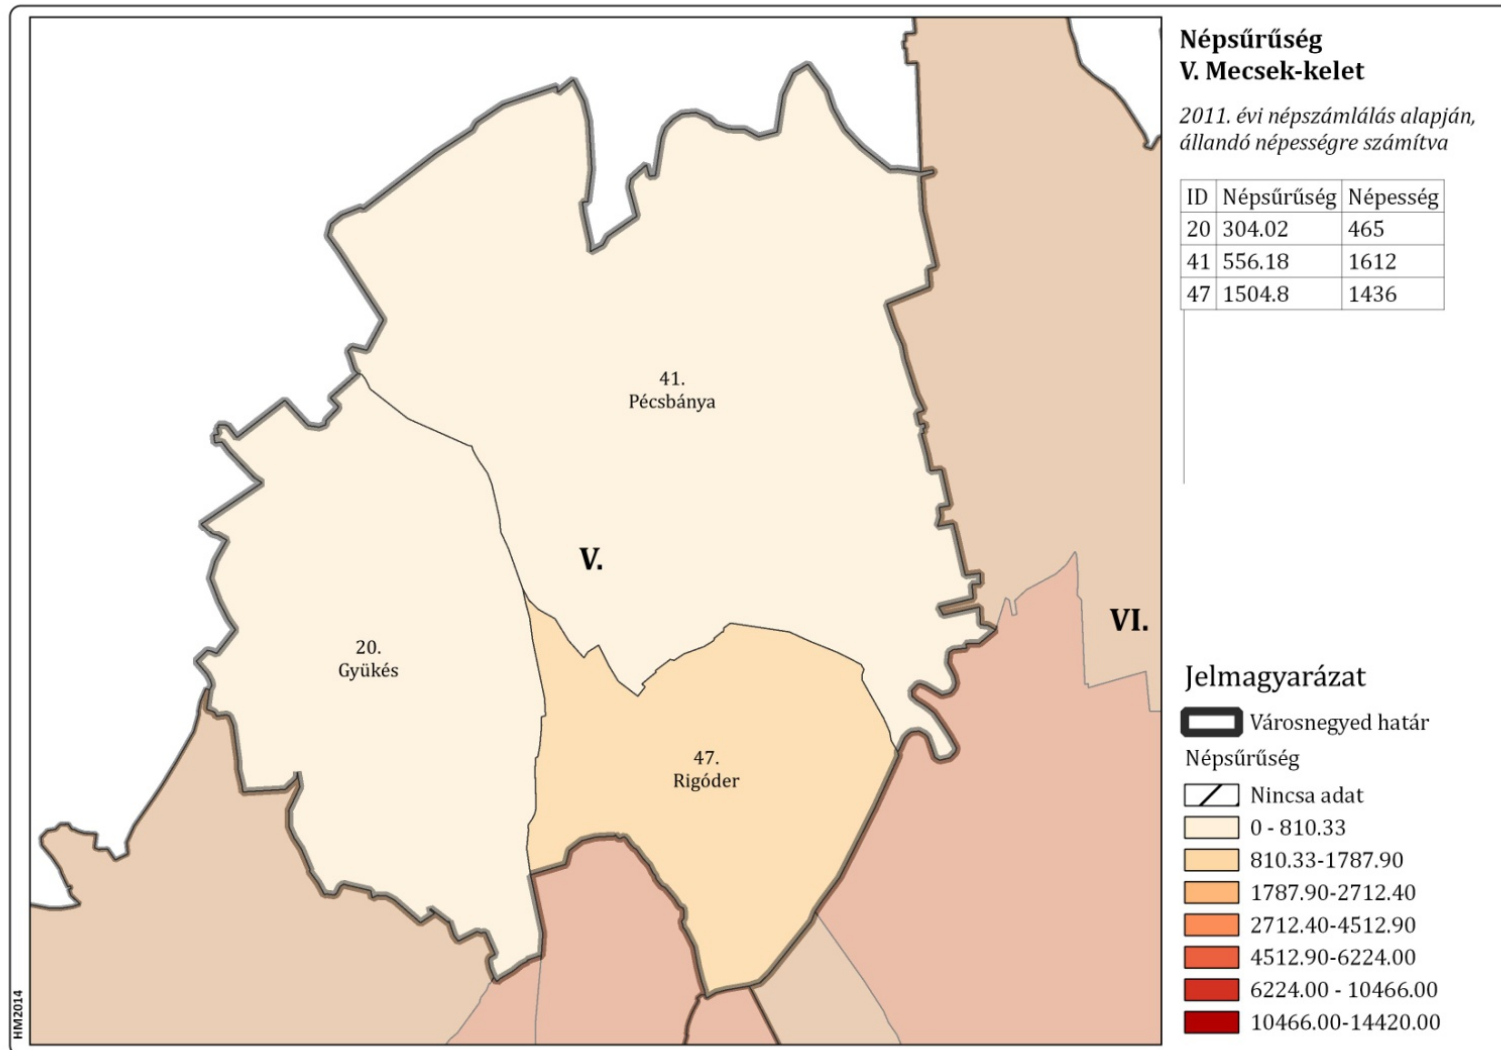 Népsűrűség
V. Mecsek-kelet
2011. évi népszámlálás alapján,
állandó népességre számítva
ID Népsűrűség Népesség
20 304.02 465
41 556.18 1612
47 1504.8 1436
41.
Pécsbánya
V.
VI.
20.
Gyükés
47.
Rigóder
Jelmagyarázat
Városnegyed határ
Népsűrűség
Nincsa adat
0 - 810.33
810.33-1787.90
1787.90-2712.40
2712.40-4512.90
4512.90-6224.00
6224.00 - 10466.00
10466.00-14420.00
HM2014